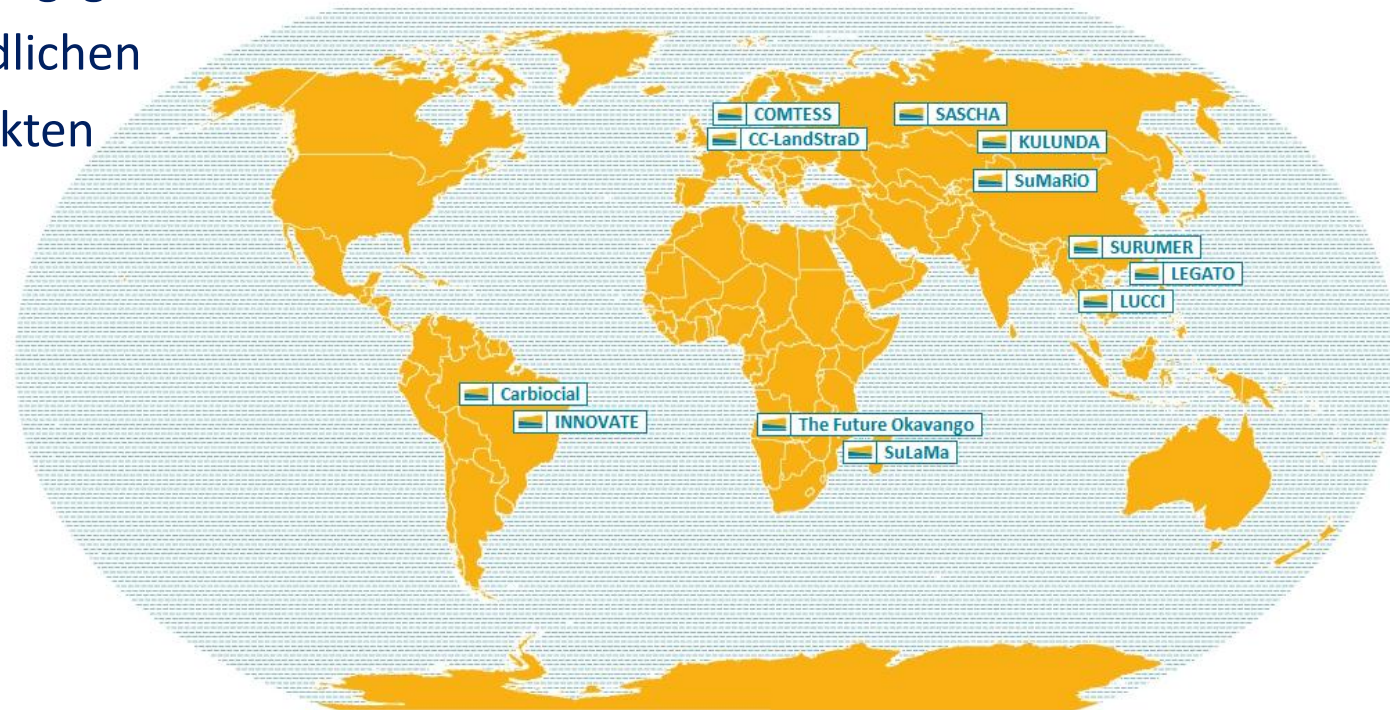 dlichen
kten
COMTESS
SASCHA
CC-LandStraD
KULUNDA
SuMaRiO
SURUMER
LEGATO
LUCCI
Carbiocial
INNOVATE
The Future Okavango
SuLaMa